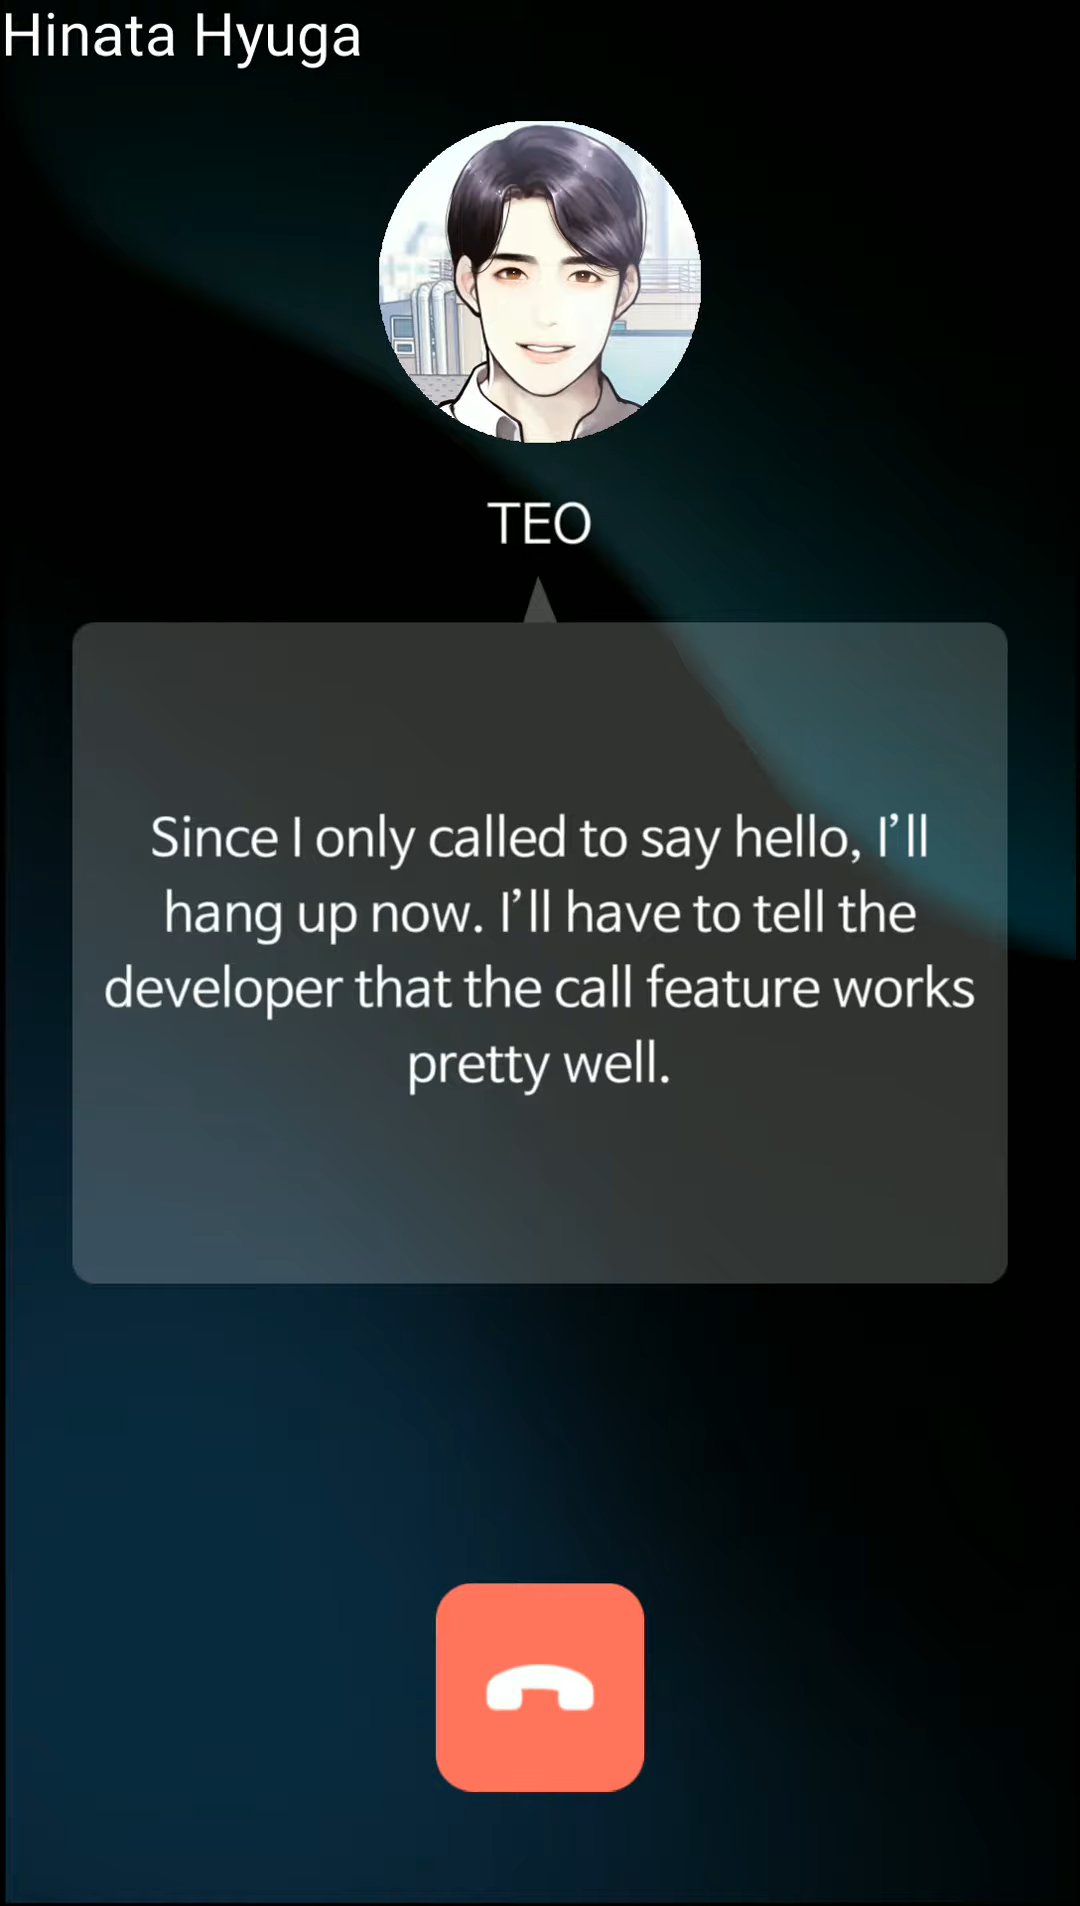 Hinata Hyuga
TEO
Since I only called to say hello, I’ll
hang up now. I’ll have to tell the
developer that the call feature works
pretty well.